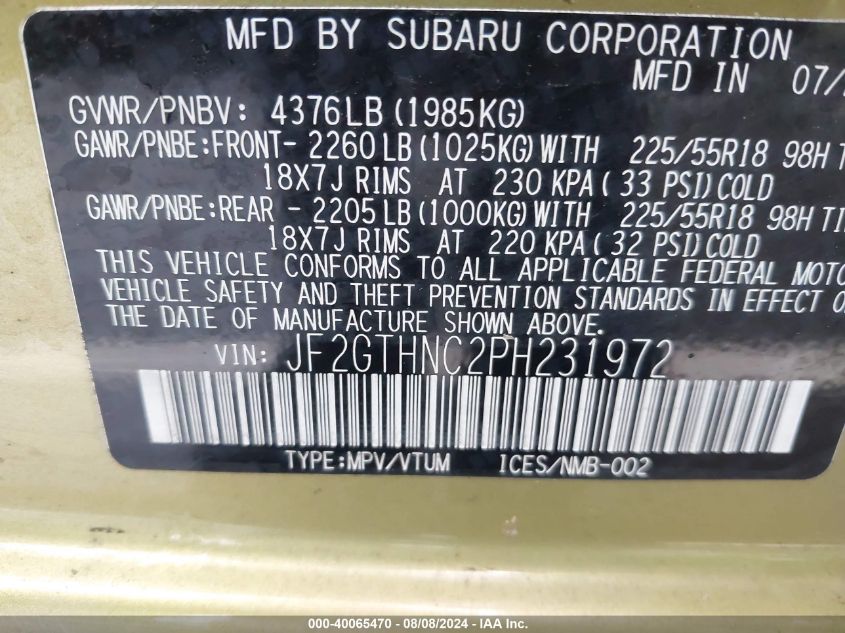 MFD BY SUBARU CORPORATION
MFD IN 07/
GVWR/PNBV: 4376LB (1985KG)
GAWR/PNBE:FRONT- 2260 LB (1025KG) WITH 225/55R18 98H
18X7J RIMS AT 230 KPA ( 33 PSI) COLD
GAWR/PNBE:REAR - 2205 LB (1000KG) WITH 225/55R18 98H
18X7J RIMS AT 220 KPA ( 32 PSI) COLD
THIS VEHICLE CONFORMS TO ALL APPLICABLE FEDERAL
VEHICLE SAFETY AND THEFT PREVENTION STANDARDS IN EFFECT
THE DATE OF MANUFACTURE SHOWN ABOVE.
VIN: JF2GTHNC2PH231972
TYPE:MPV/VTUM ICES/NMB-002
000-40065470 - 08/08/2024 - IAA Inc.